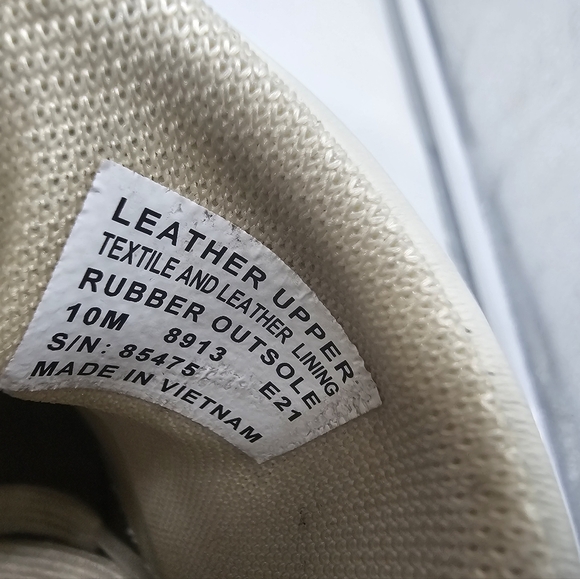 LEATHER UPPER
TEXTILE AND LEATHER LINING
RUBBER OUTSOLE
10M 8913 E21
S/N: 85475
MADE IN VIETNAM